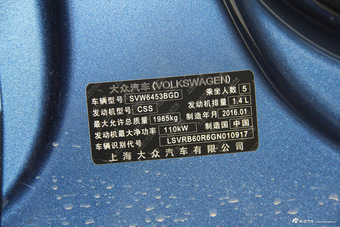 大众汽车(VOLKSWAGEN)
车辆型号 SVW6453BGD 乘坐人数 5
发动机型号 CSS 发动机排量 1.4 L
最大允许总质量 1985kg 制造年月 2016.01
发动机最大净功率 110kW 制造国 中国
车辆识别代号 LSVRB60R6GN010917
上海大众汽车有限公司